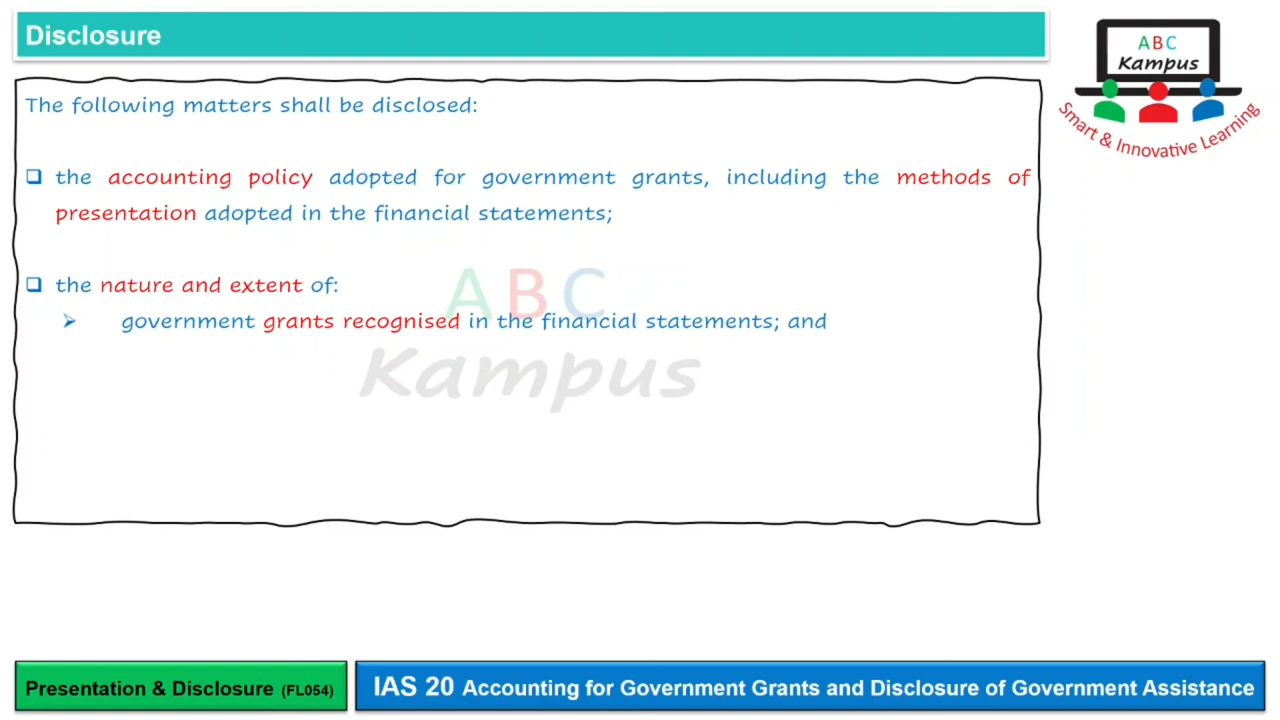 Disclosure
ABC
Kampus
Smart & Innovative Learning
The following matters shall be disclosed:
the accounting policy adopted for government grants, including the methods of
presentation adopted in the financial statements;
the nature and extent of:
government grants recognised in the financial statements; and
ABC
Kampus
Presentation & Disclosure (FL054)
IAS 20 Accounting for Government Grants and Disclosure of Government Assistance